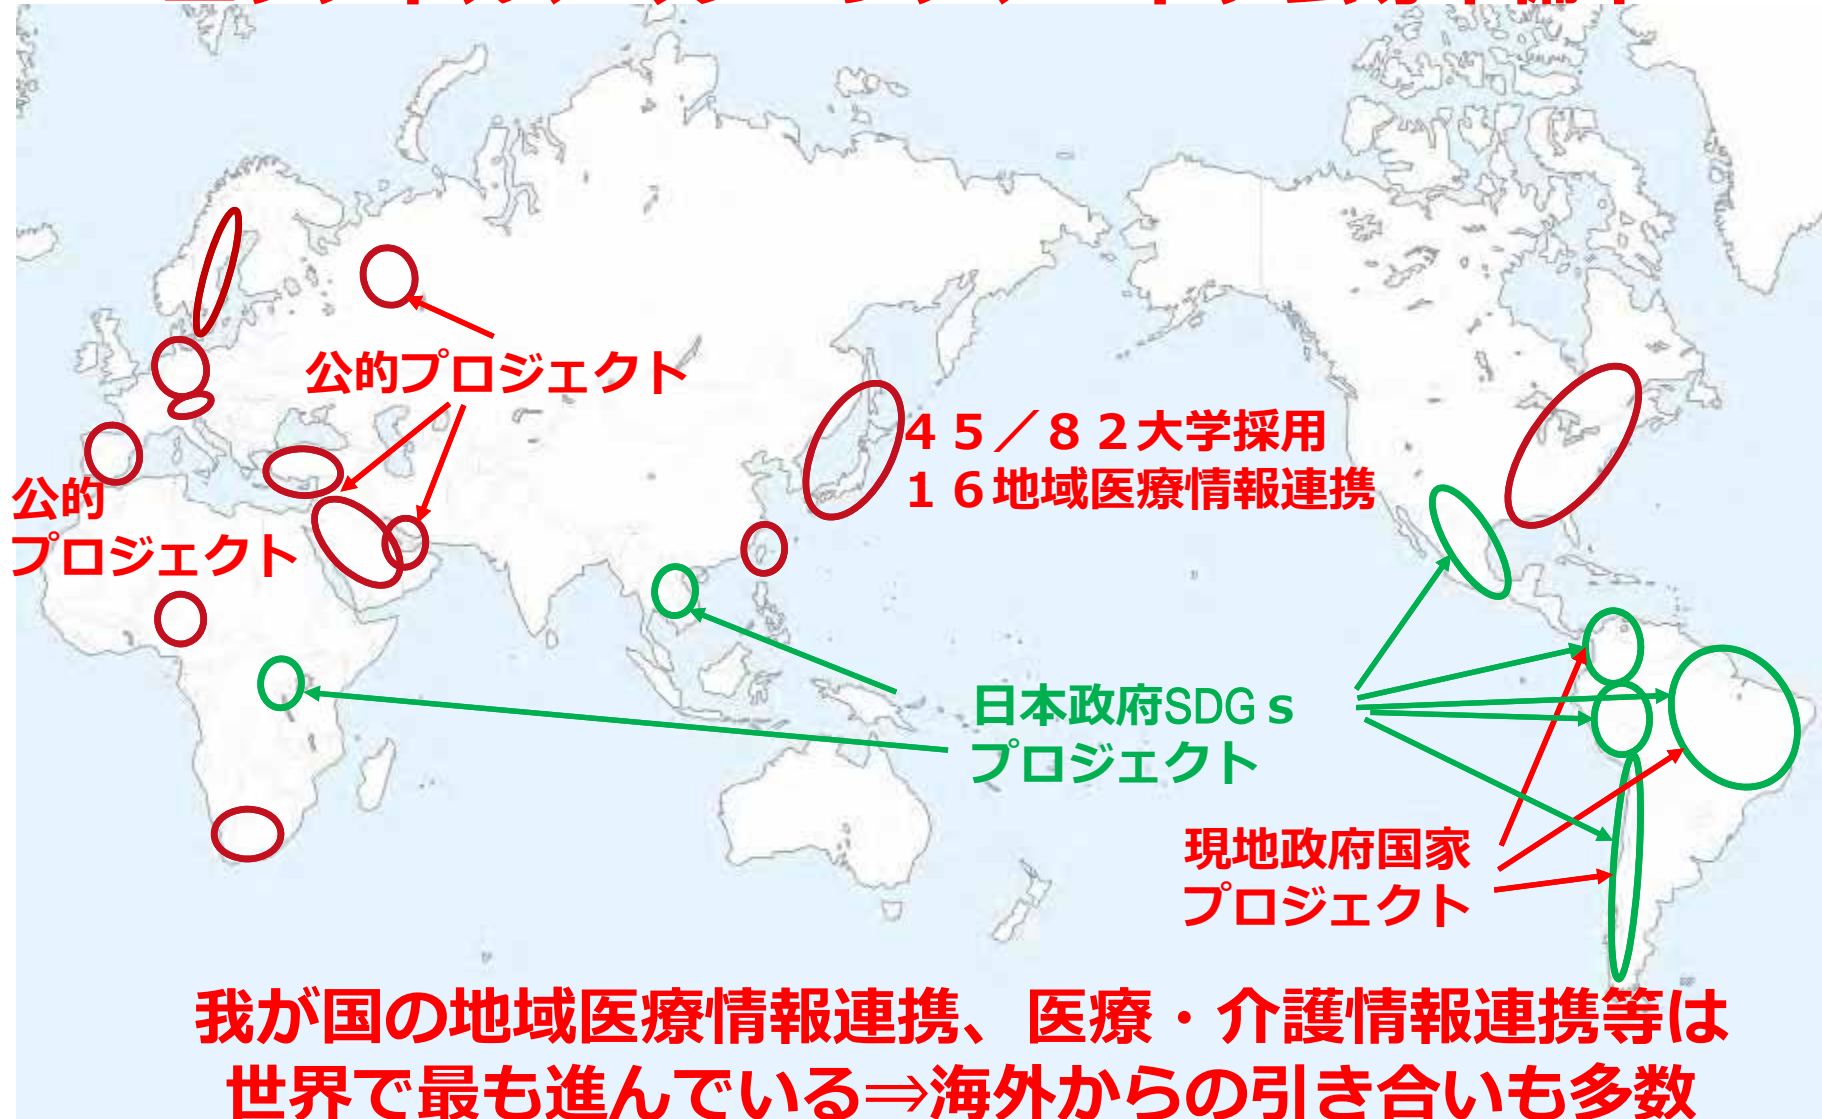 公的プロジェクト
４５／８２大学採用
１６地域医療情報連携
公的
プロジェクト
日本政府SDGｓ
プロジェクト
現地政府国家
プロジェクト
我が国の地域医療情報連携、医療・介護情報連携等は
世界で最も進んでいる⇒海外からの引き合いも多数